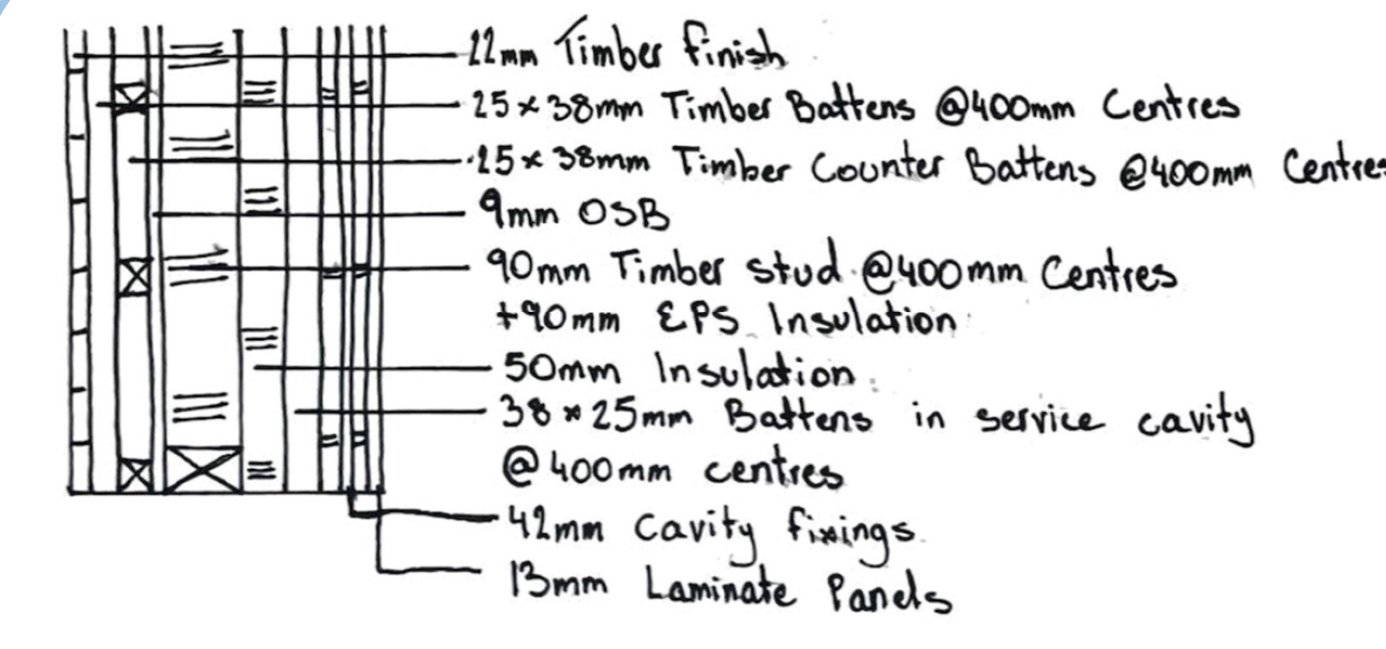 22mm Timber finish
25×38mm Timber Battens @400mm Centres
25×38mm Timber Counter Battens @400mm Centres
9mm OSB
90mm Timber stud @400mm Centres
+90mm EPS Insulation
50mm Insulation
38×25mm Battens in service cavity
@400mm centres
42mm Cavity fixings
13mm Laminate Panels